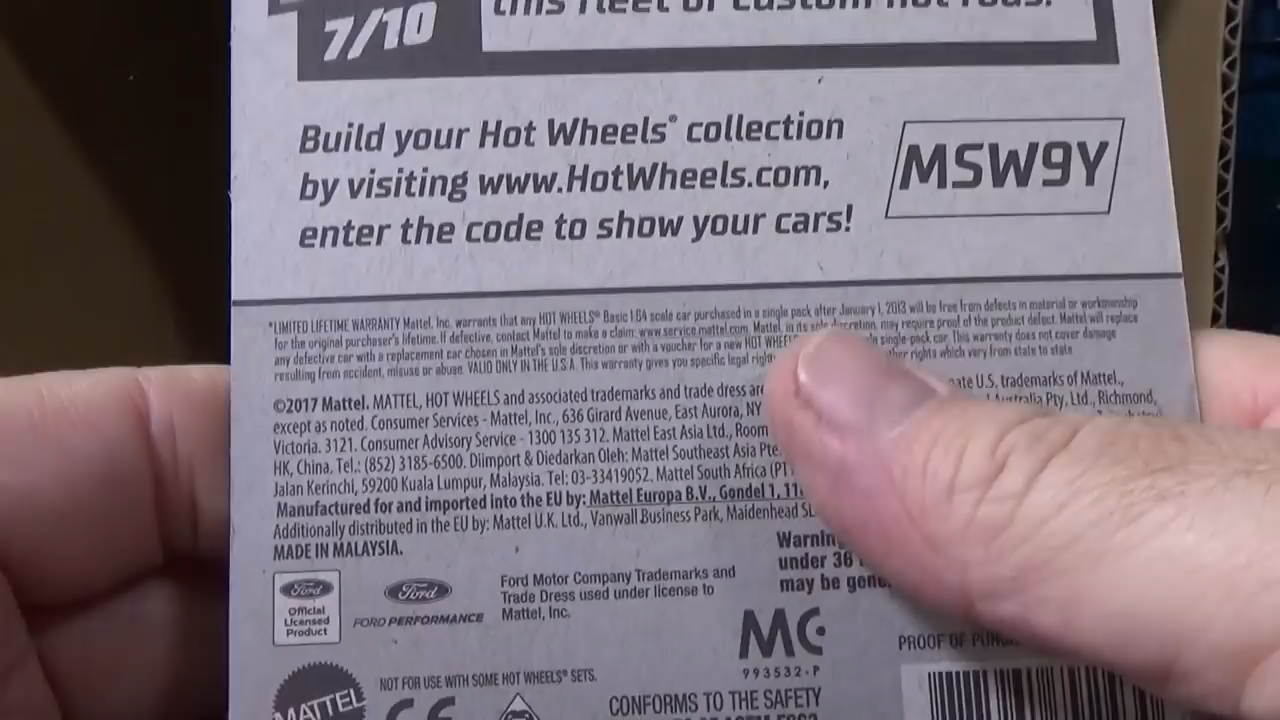 7/10
this fleet of custom hot rods!
Build your Hot Wheels® collection
by visiting www.HotWheels.com,
enter the code to show your cars!
MSW9Y
*LIMITED LIFETIME WARRANTY Mattel, Inc. warrants that any HOT WHEELS® Basic 1:64 scale car purchased in a single pack after January 1, 2013 will be free from defects in material or workmanship
for the original purchaser's lifetime. If defective, contact Mattel to make a claim: www.service.mattel.com. Mattel, in its sole discretion, may require proof of the product defect. Mattel will replace
any defective car with a replacement car chosen in Mattel's sole discretion or with a voucher for a new HOT WHEELS single-pack car. This warranty does not cover damage
resulting from accident, misuse or abuse. VALID ONLY IN THE U.S.A. This warranty gives you specific legal rights rights which vary from state to state
©2017 Mattel. MATTEL, HOT WHEELS and associated trademarks and trade dress are U.S. trademarks of Mattel.,
except as noted. Consumer Services - Mattel, Inc., 636 Girard Avenue, East Aurora, NY Australia Pty., Ltd., Richmond,
Victoria. 3121. Consumer Advisory Service - 1300 135 312. Mattel East Asia Ltd., Room
HK, China. Tel.: (852) 3185-6500. Diimport & Diedarkan Oleh: Mattel Southeast Asia Pte.
Jalan Kerinchi, 59200 Kuala Lumpur, Malaysia. Tel: 03-33419052. Mattel South Africa (PT
Manufactured for and imported into the EU by: Mattel Europa B.V., Gondel 1,
Additionally distributed in the EU by: Mattel U.K. Ltd., Vanwall Business Park, Maidenhead SL
MADE IN MALAYSIA.
Warnin
under 36
may be gene
Ford
Official
Licensed
Product
Ford
FORD PERFORMANCE
Ford Motor Company Trademarks and
Trade Dress used under license to
Mattel, Inc.
MC
993532-P
PROOF OF PURC
MATTEL
NOT FOR USE WITH SOME HOT WHEELS® SETS.
CE
CONFORMS TO THE SAFETY